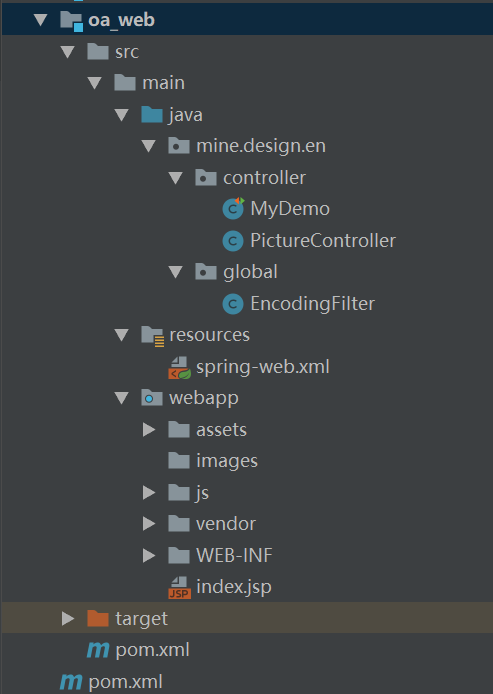 oa_web
src
main
java
mine.design.en
controller
MyDemo
PictureController
global
EncodingFilter
resources
spring-web.xml
webapp
assets
images
js
vendor
WEB-INF
index.jsp
target
pom.xml
pom.xml